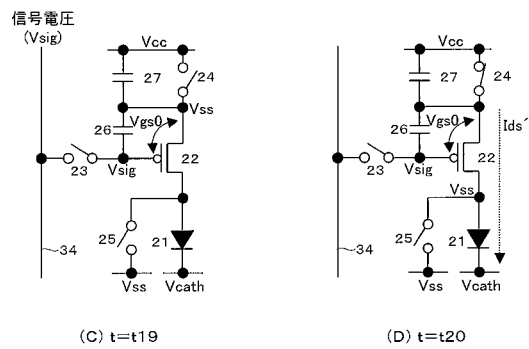 信号電圧
(Vsig)
Vcc
27
24
Vss
26
Vgs0
22
23
Vsig
25
21
34
Vss
Vcath
(C) t=t19
Vcc
27
24
26
Vgs0
Ids´
22
23
Vsig
Vss
25
21
34
Vss
Vcath
(D) t=t20